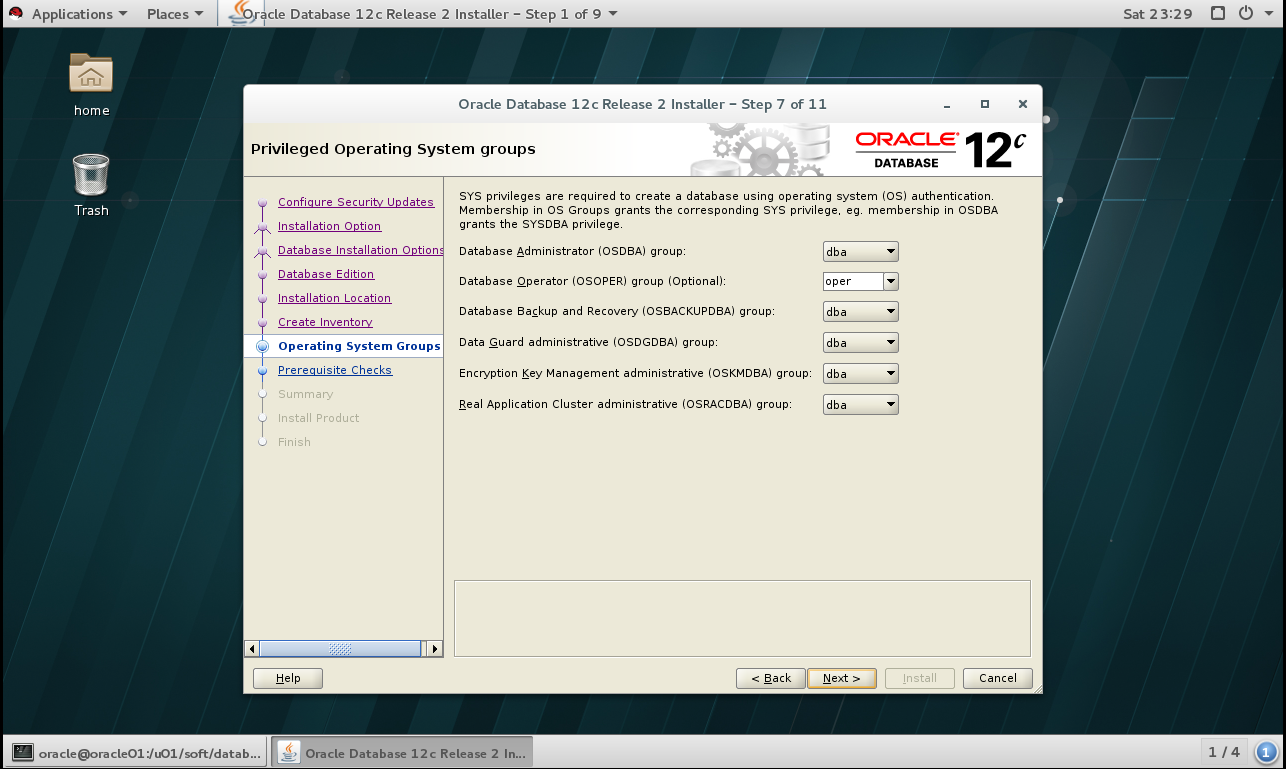 Applications Places Oracle Database 12c Release 2 Installer – Step 1 of 9 Sat 23:29
home
Trash
Oracle Database 12c Release 2 Installer – Step 7 of 11
Privileged Operating System groups
ORACLE®
DATABASE
12c
Configure Security Updates
Installation Option
Database Installation Options
Database Edition
Installation Location
Create Inventory
Operating System Groups
Prerequisite Checks
Summary
Install Product
Finish
SYS privileges are required to create a database using operating system (OS) authentication.
Membership in OS Groups grants the corresponding SYS privilege, eg. membership in OSDBA
grants the SYSDBA privilege.
Database Administrator (OSDBA) group: dba
Database Operator (OSOPER) group (Optional): oper
Database Backup and Recovery (OSBACKUPDBA) group: dba
Data Guard administrative (OSDGDBA) group: dba
Encryption Key Management administrative (OSKMDBA) group: dba
Real Application Cluster administrative (OSRACDBA) group: dba
Help < Back Next > Install Cancel
oracle@oracle01:/u01/soft/datab... Oracle Database 12c Release 2 In... 1 / 4 1